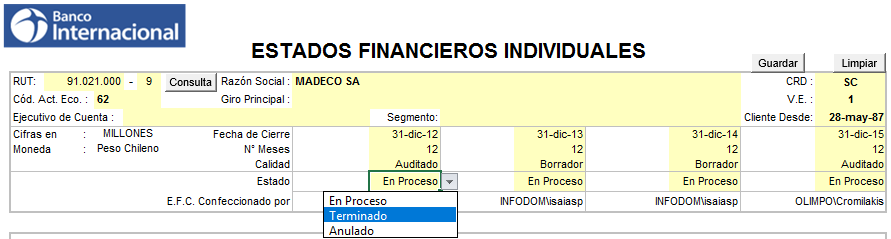 Banco
Internacional
ESTADOS FINANCIEROS INDIVIDUALES
Guardar Limpiar
RUT: 91.021.000 - 9 Consulta Razón Social : MADECO SA CRD : SC
Cód. Act. Eco. : 62 Giro Principal : V.E. : 1
Ejecutivo de Cuenta : Segmento: Cliente Desde: 28-may-87
Cifras en : MILLONES Fecha de Cierre 31-dic-12 31-dic-13 31-dic-14 31-dic-15
Moneda : Peso Chileno N° Meses 12 12 12 12
Calidad Auditado Borrador Borrador Auditado
Estado En Proceso En Proceso En Proceso En Proceso
E.F.C. Confeccionado por INFODOM\isaiasp INFODOM\isaiasp OLIMPO\Cromilakis
En Proceso
Terminado
Anulado